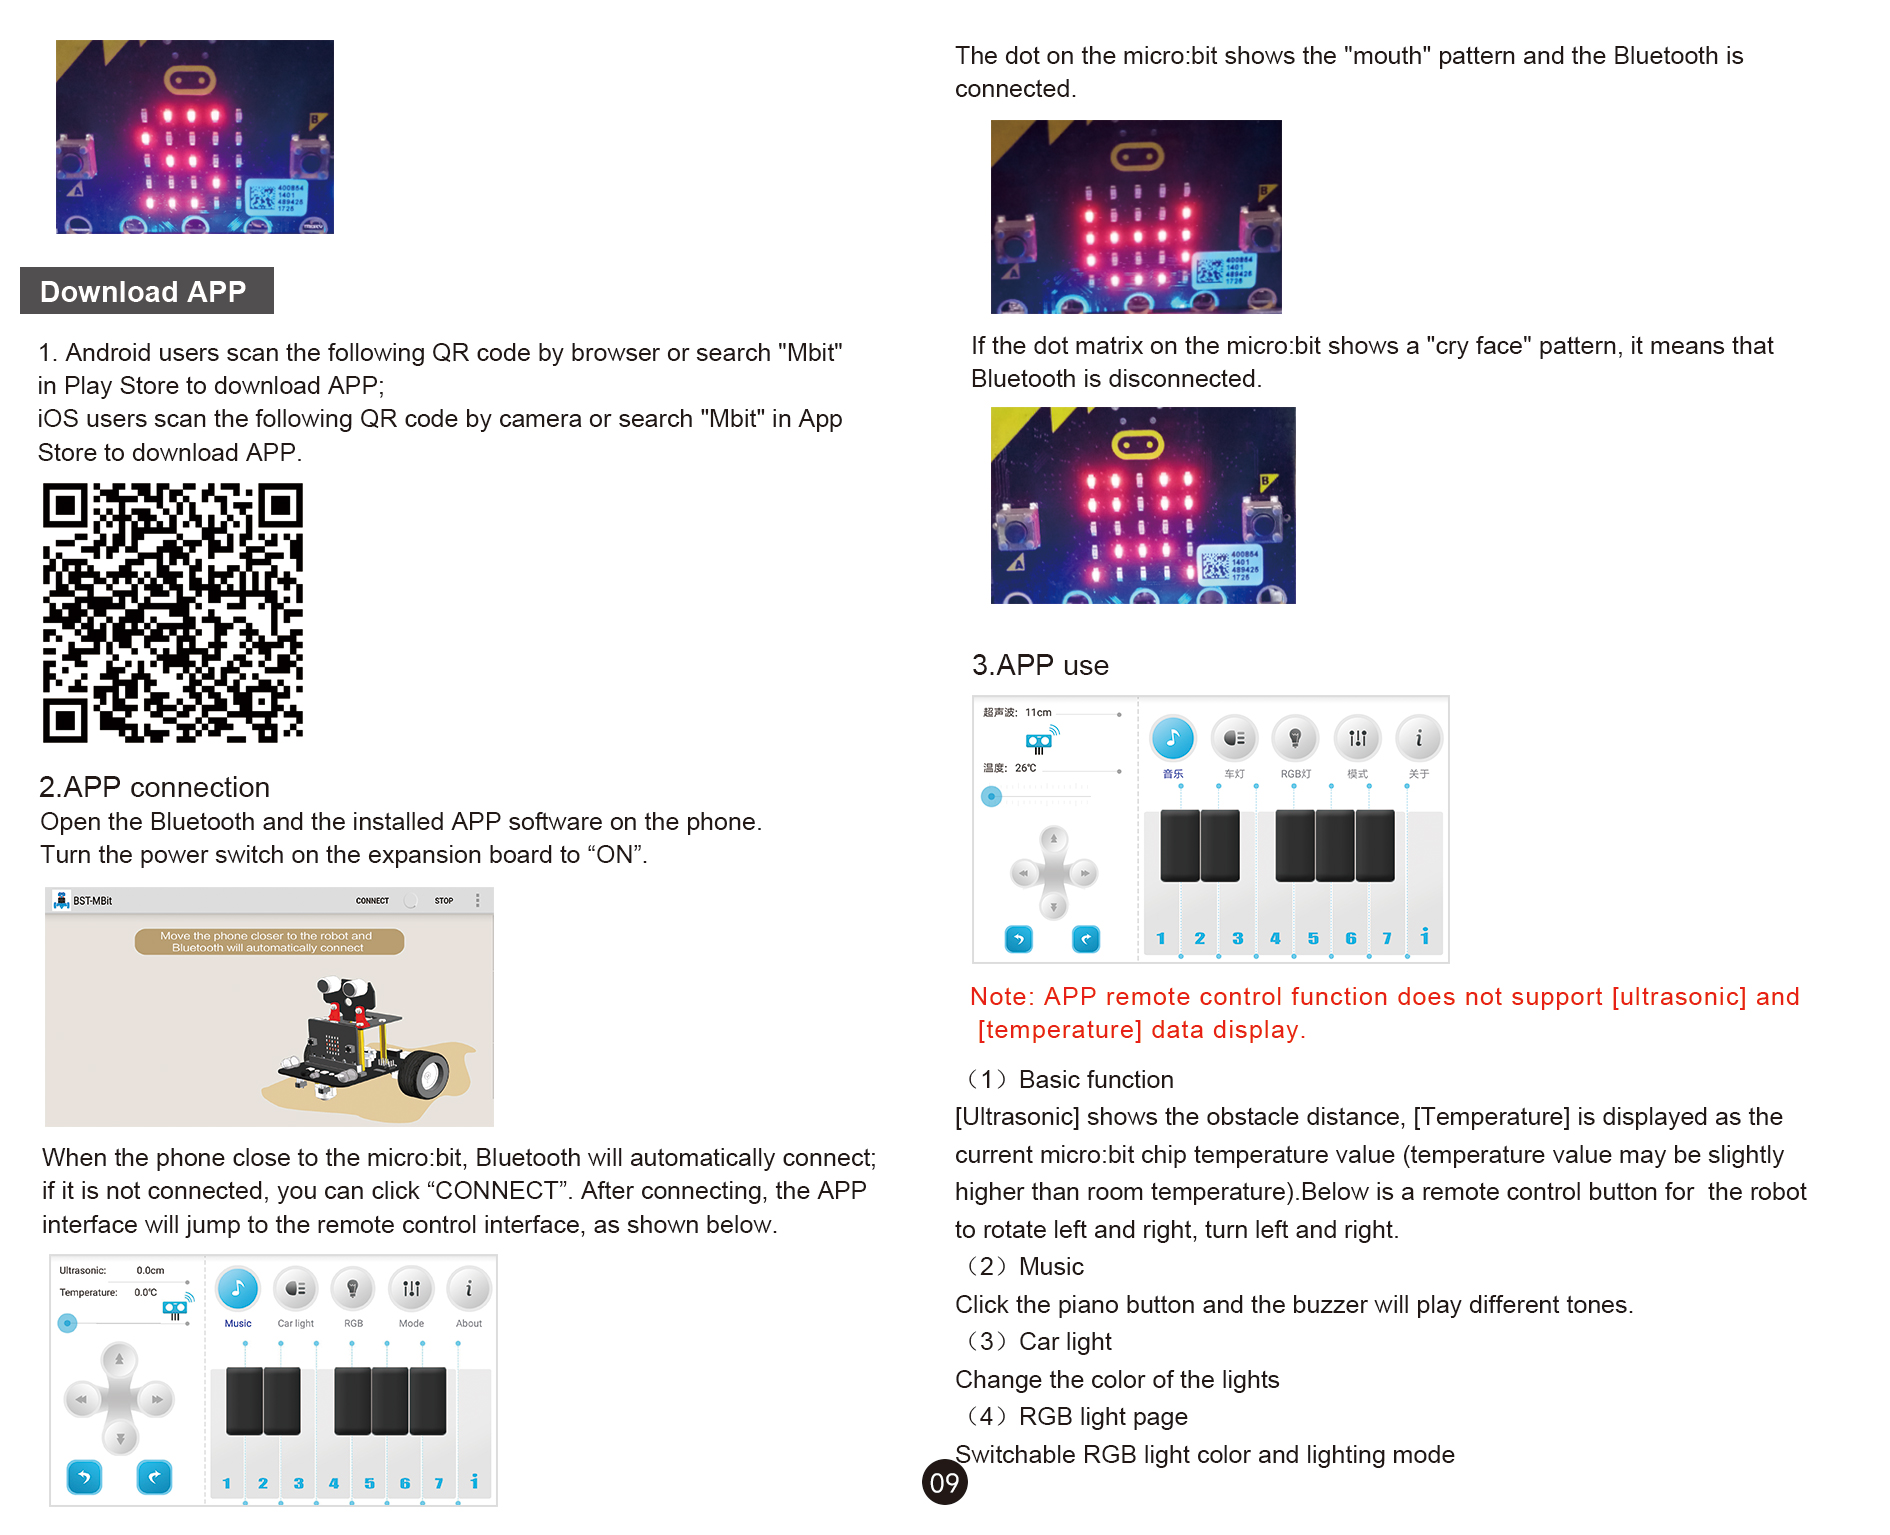 B
A
400864
1401
489426
1726
Download APP
1. Android users scan the following QR code by browser or search "Mbit"
in Play Store to download APP;
iOS users scan the following QR code by camera or search "Mbit" in App
Store to download APP.
2.APP connection
Open the Bluetooth and the installed APP software on the phone.
Turn the power switch on the expansion board to “ON”.
BST-MBit CONNECT STOP
Move the phone closer to the robot and
Bluetooth will automatically connect
When the phone close to the micro:bit, Bluetooth will automatically connect;
if it is not connected, you can click “CONNECT”. After connecting, the APP
interface will jump to the remote control interface, as shown below.
Ultrasonic: 0.0cm
Temperature: 0.0℃
Music Car light RGB Mode About
1 2 3 4 5 6 7 i
The dot on the micro:bit shows the "mouth" pattern and the Bluetooth is
connected.
B
A
400864
1401
489426
1726
If the dot matrix on the micro:bit shows a "cry face" pattern, it means that
Bluetooth is disconnected.
B
A
400864
1401
489426
1726
3.APP use
超声波: 11cm
温度: 26℃
音乐 车灯 RGB灯 模式 关于
1 2 3 4 5 6 7 i
Note: APP remote control function does not support [ultrasonic] and
[temperature] data display.
（1）Basic function
[Ultrasonic] shows the obstacle distance, [Temperature] is displayed as the
current micro:bit chip temperature value (temperature value may be slightly
higher than room temperature).Below is a remote control button for the robot
to rotate left and right, turn left and right.
（2）Music
Click the piano button and the buzzer will play different tones.
（3）Car light
Change the color of the lights
（4）RGB light page
Switchable RGB light color and lighting mode
09